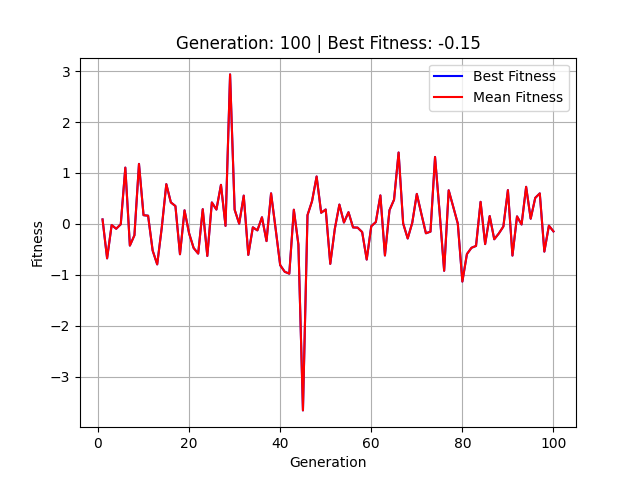 Generation: 100 | Best Fitness: -0.15
Best Fitness
Mean Fitness
3
2
1
0
−1
−2
−3
Fitness
0 20 40 60 80 100
Generation